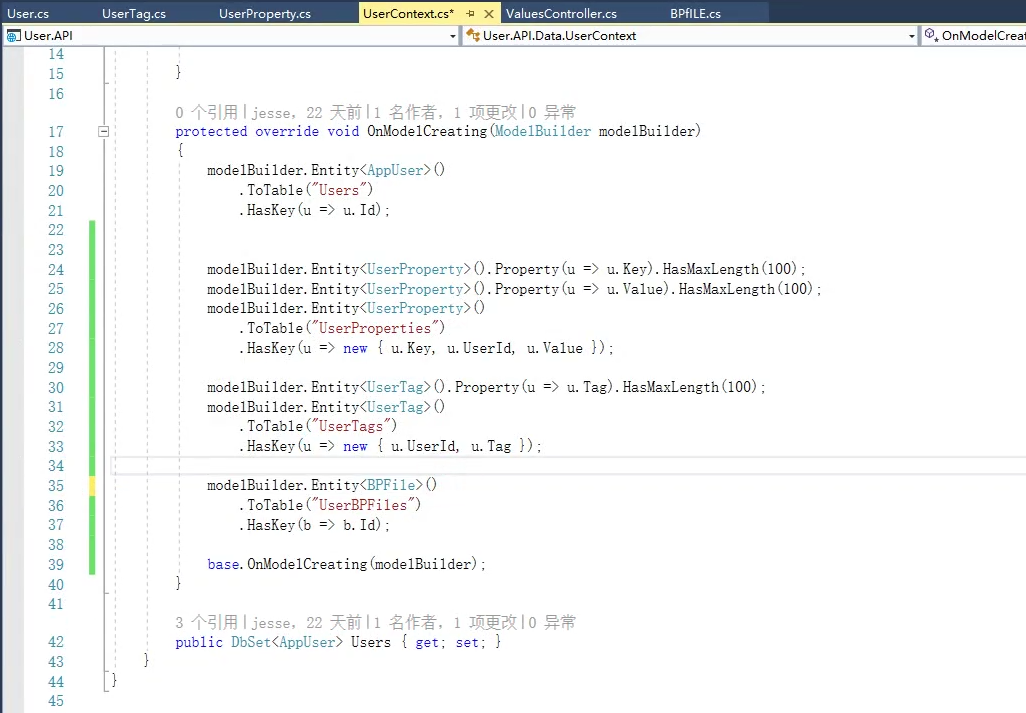 User.cs UserTag.cs UserProperty.cs UserContext.cs* ValuesController.cs BPfILE.cs
User.API User.API.Data.UserContext OnModelCreat
14
15 }
16
0 个引用|jesse，22 天前|1 名作者，1 项更改|0 异常
17 protected override void OnModelCreating(ModelBuilder modelBuilder)
18 {
19 modelBuilder.Entity<AppUser>()
20 .ToTable("Users")
21 .HasKey(u => u.Id);
22
23
24 modelBuilder.Entity<UserProperty>().Property(u => u.Key).HasMaxLength(100);
25 modelBuilder.Entity<UserProperty>().Property(u => u.Value).HasMaxLength(100);
26 modelBuilder.Entity<UserProperty>()
27 .ToTable("UserProperties")
28 .HasKey(u => new { u.Key, u.UserId, u.Value });
29
30 modelBuilder.Entity<UserTag>().Property(u => u.Tag).HasMaxLength(100);
31 modelBuilder.Entity<UserTag>()
32 .ToTable("UserTags")
33 .HasKey(u => new { u.UserId, u.Tag });
34
35 modelBuilder.Entity<BPFile>()
36 .ToTable("UserBPFiles")
37 .HasKey(b => b.Id);
38
39 base.OnModelCreating(modelBuilder);
40 }
41
3 个引用|jesse，22 天前|1 名作者，1 项更改|0 异常
42 public DbSet<AppUser> Users { get; set; }
43 }
44 }
45